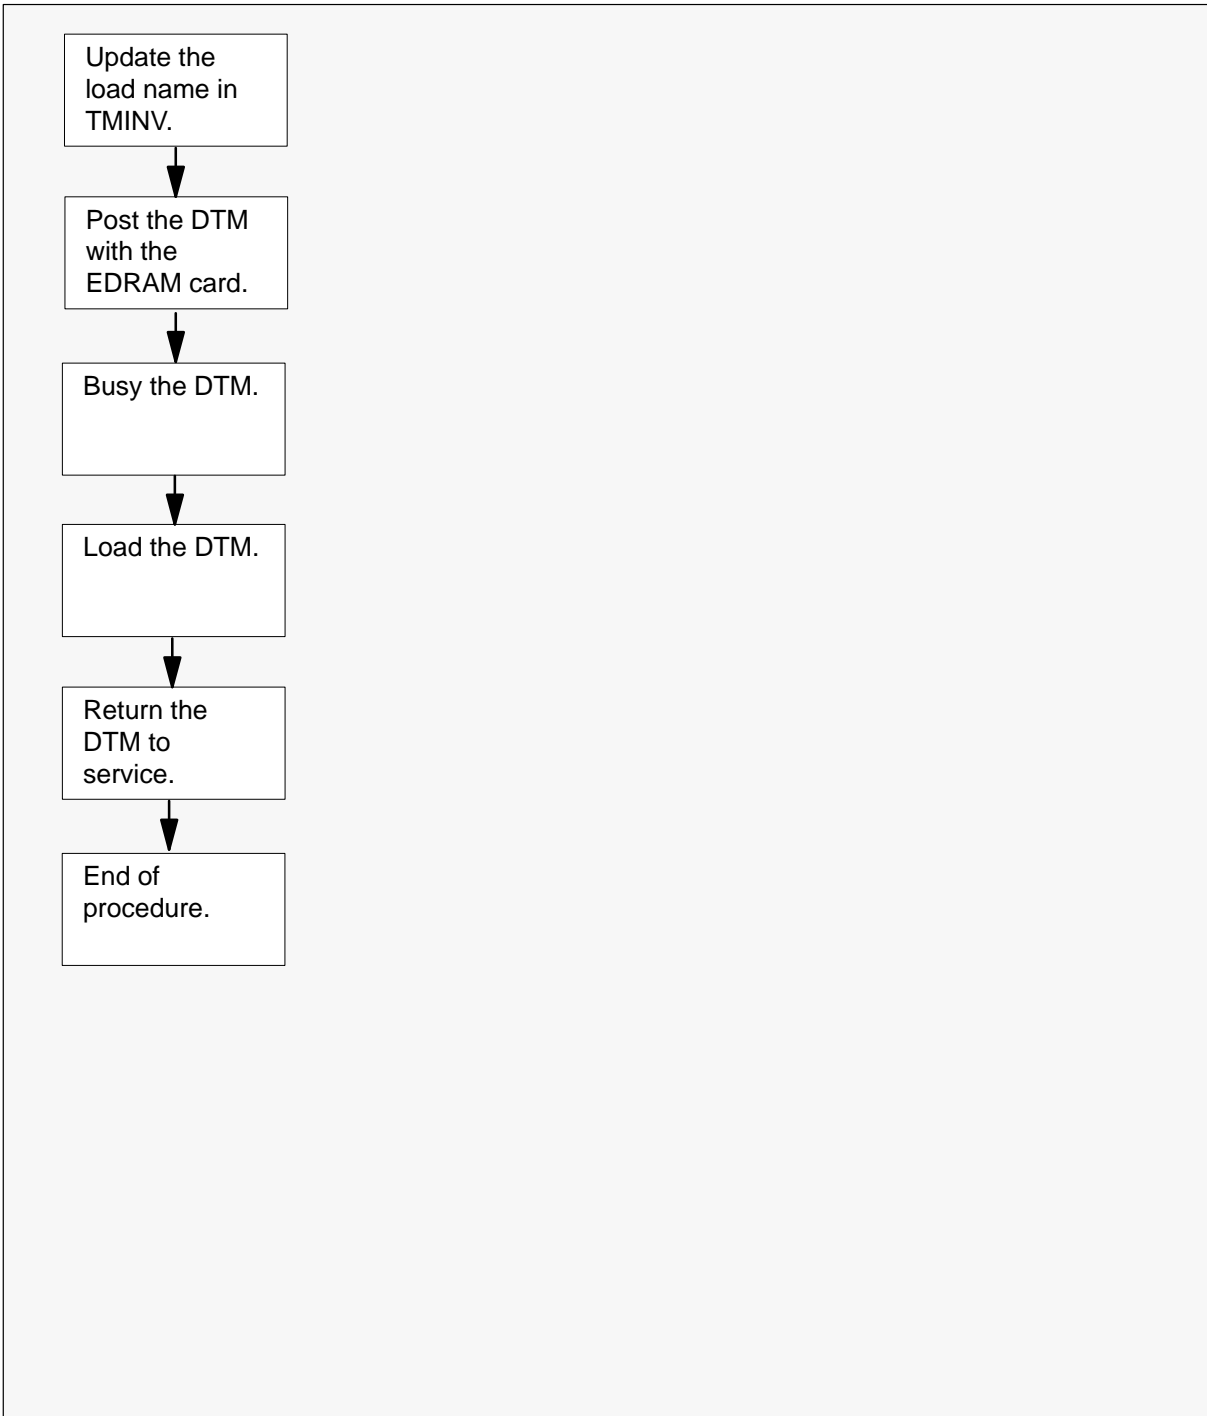 Update the
load name in
TMINV.
Post the DTM
with the
EDRAM card.
Busy the DTM.
Load the DTM.
Return the
DTM to
service.
End of
procedure.